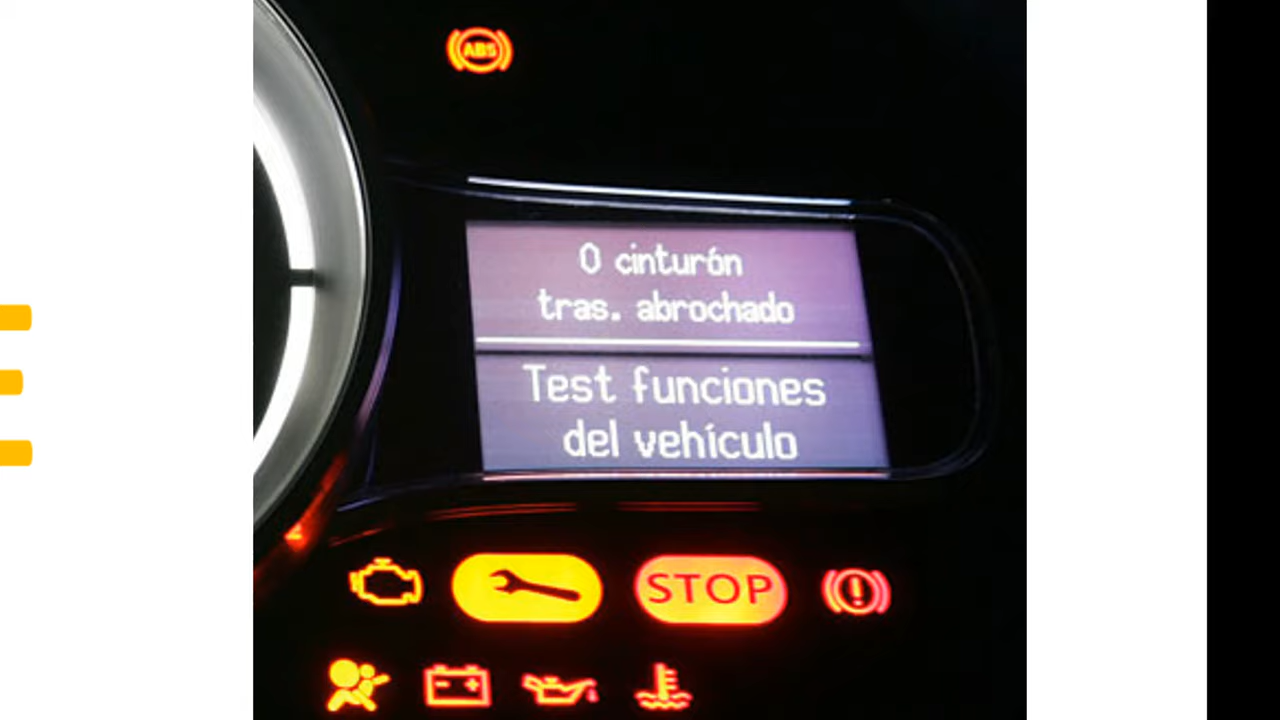 ABS
0 cinturón
tras. abrochado
Test funciones
del vehículo
STOP